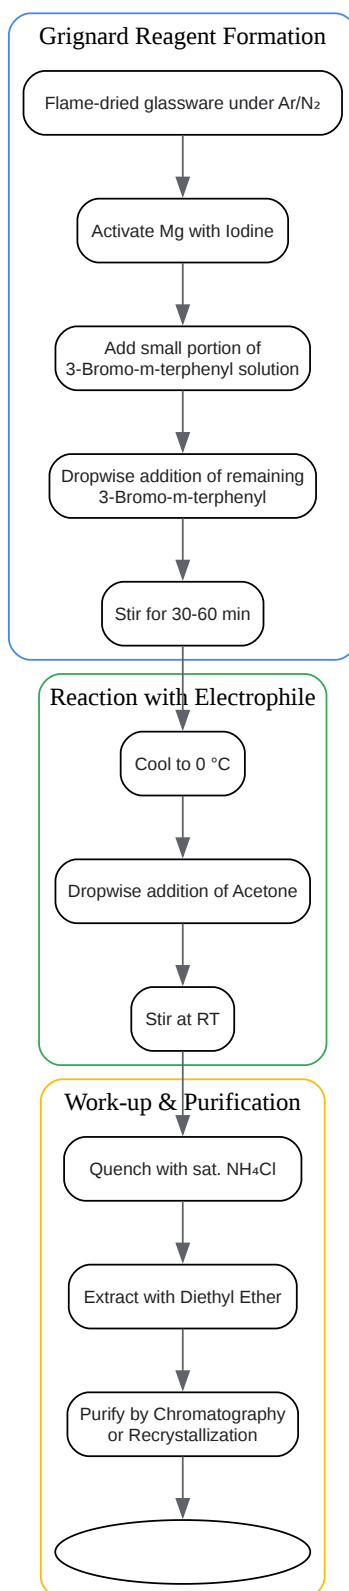 Grignard Reagent Formation
Flame-dried glassware under Ar/N₂
Activate Mg with Iodine
Add small portion of
3-Bromo-m-terphenyl solution
Dropwise addition of remaining
3-Bromo-m-terphenyl
Stir for 30-60 min
Reaction with Electrophile
Cool to 0 °C
Dropwise addition of Acetone
Stir at RT
Work-up & Purification
Quench with sat. NH₄Cl
Extract with Diethyl Ether
Purify by Chromatography
or Recrystallization